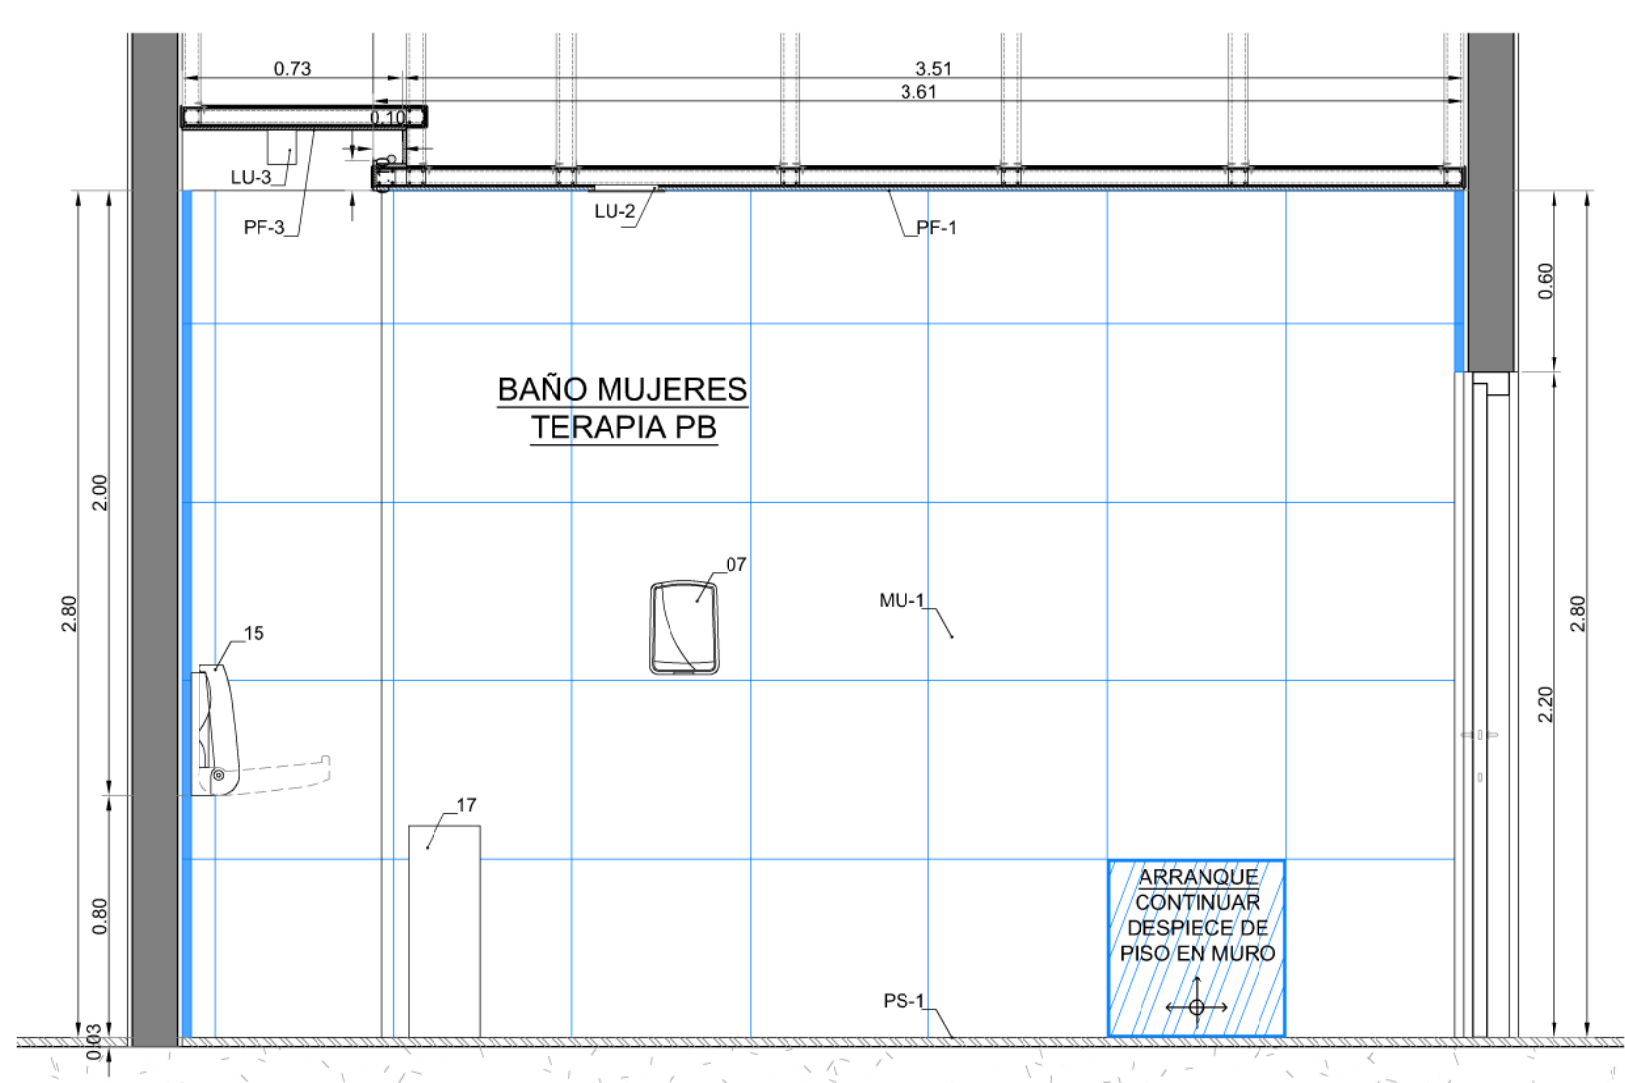 0.73
3.51
3.61
0.10
LU-3
LU-2
PF-3
PF-1
0.60
BAÑO MUJERES
TERAPIA PB
2.00
07
MU-1
2.80
2.80
15
2.20
17
ARRANQUE
CONTINUAR
DESPIECE DE
PISO EN MURO
0.80
PS-1
0.03